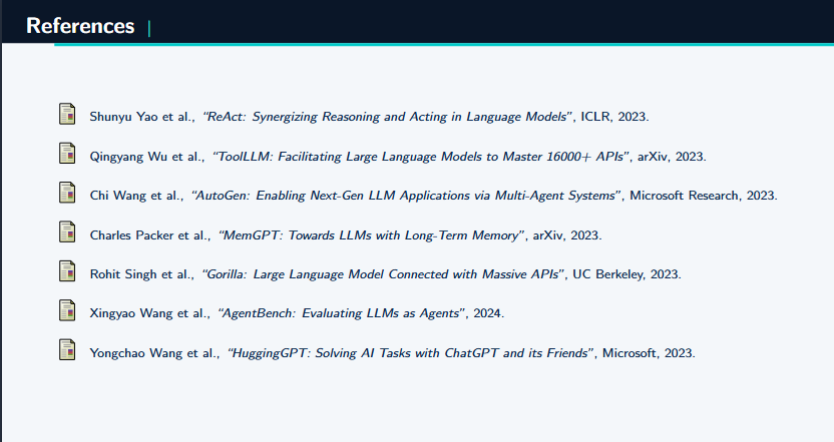 References |
Shunyu Yao et al., “ReAct: Synergizing Reasoning and Acting in Language Models”, ICLR, 2023.
Qingyang Wu et al., “ToolLLM: Facilitating Large Language Models to Master 16000+ APIs”, arXiv, 2023.
Chi Wang et al., “AutoGen: Enabling Next-Gen LLM Applications via Multi-Agent Systems”, Microsoft Research, 2023.
Charles Packer et al., “MemGPT: Towards LLMs with Long-Term Memory”, arXiv, 2023.
Rohit Singh et al., “Gorilla: Large Language Model Connected with Massive APIs”, UC Berkeley, 2023.
Xingyao Wang et al., “AgentBench: Evaluating LLMs as Agents”, 2024.
Yongchao Wang et al., “HuggingGPT: Solving AI Tasks with ChatGPT and its Friends”, Microsoft, 2023.